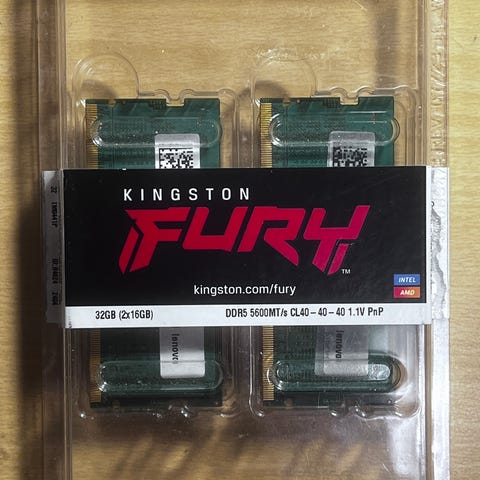 KINGSTON
FURY
TM
kingston.com/fury
INTEL
AMD
32GB (2x16GB)
DDR5 5600MT/s CL40-40-40 1.1V PnP
lenovo
lenovo